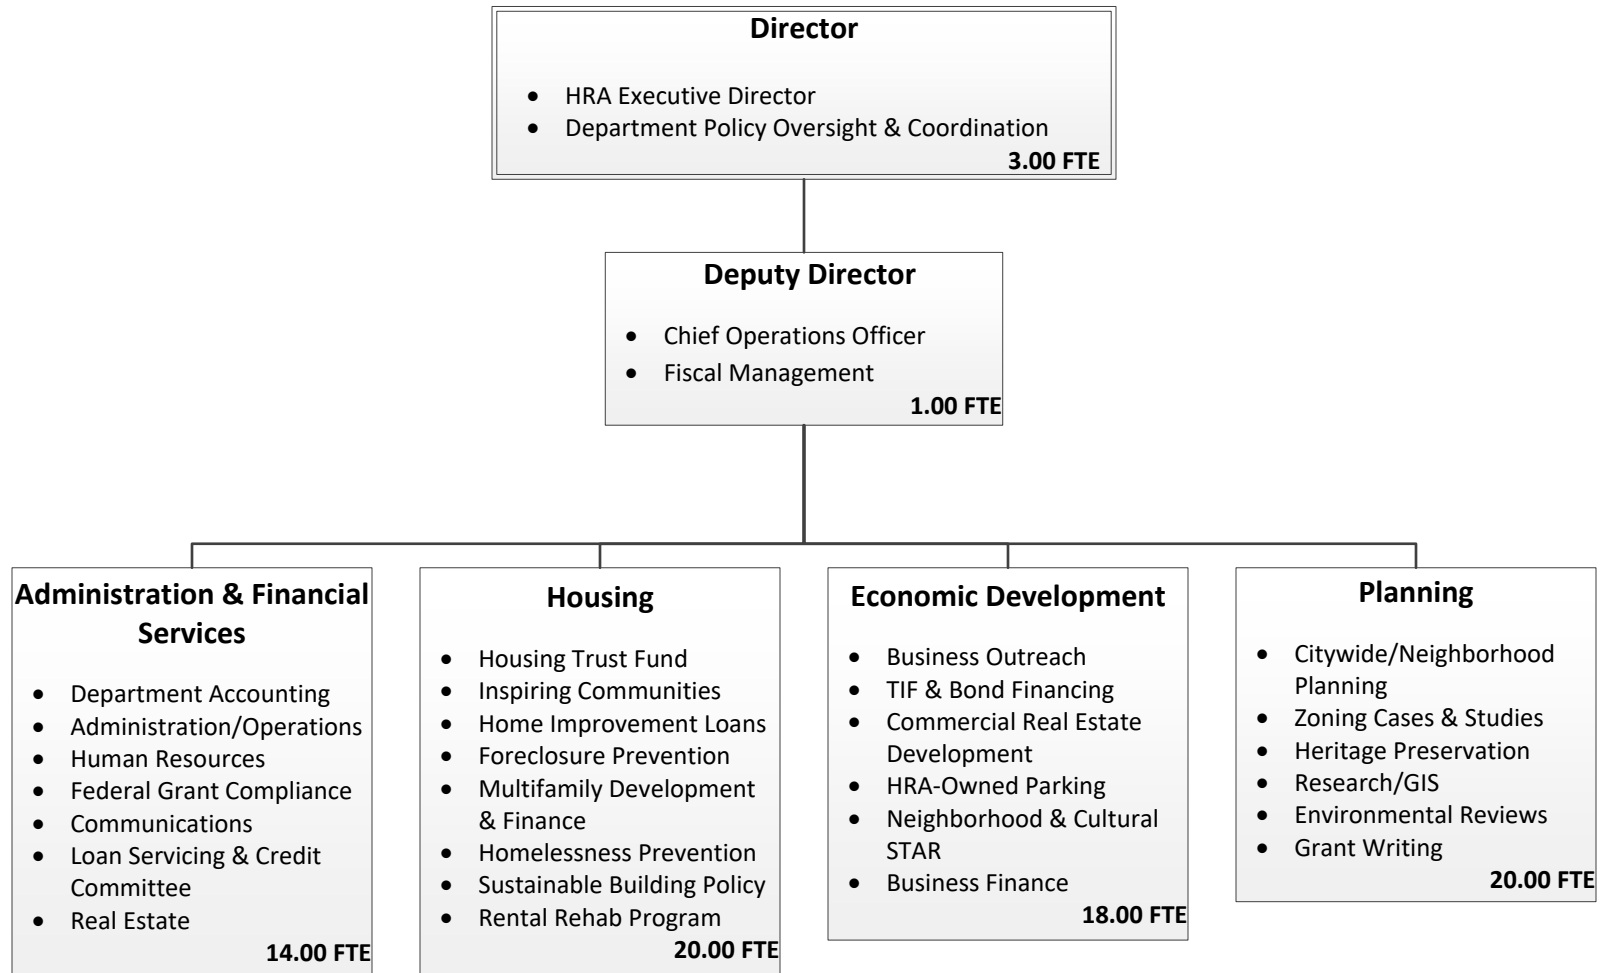 Director
• HRA Executive Director
• Department Policy Oversight & Coordination
3.00 FTE
Deputy Director
• Chief Operations Officer
• Fiscal Management
1.00 FTE
Administration & Financial
Services
• Department Accounting
• Administration/Operations
• Human Resources
• Federal Grant Compliance
• Communications
• Loan Servicing & Credit
Committee
• Real Estate
14.00 FTE
Housing
• Housing Trust Fund
• Inspiring Communities
• Home Improvement Loans
• Foreclosure Prevention
• Multifamily Development
& Finance
• Homelessness Prevention
• Sustainable Building Policy
• Rental Rehab Program
20.00 FTE
Economic Development
• Business Outreach
• TIF & Bond Financing
• Commercial Real Estate
Development
• HRA-Owned Parking
• Neighborhood & Cultural
STAR
• Business Finance
18.00 FTE
Planning
• Citywide/Neighborhood
Planning
• Zoning Cases & Studies
• Heritage Preservation
• Research/GIS
• Environmental Reviews
• Grant Writing
20.00 FTE